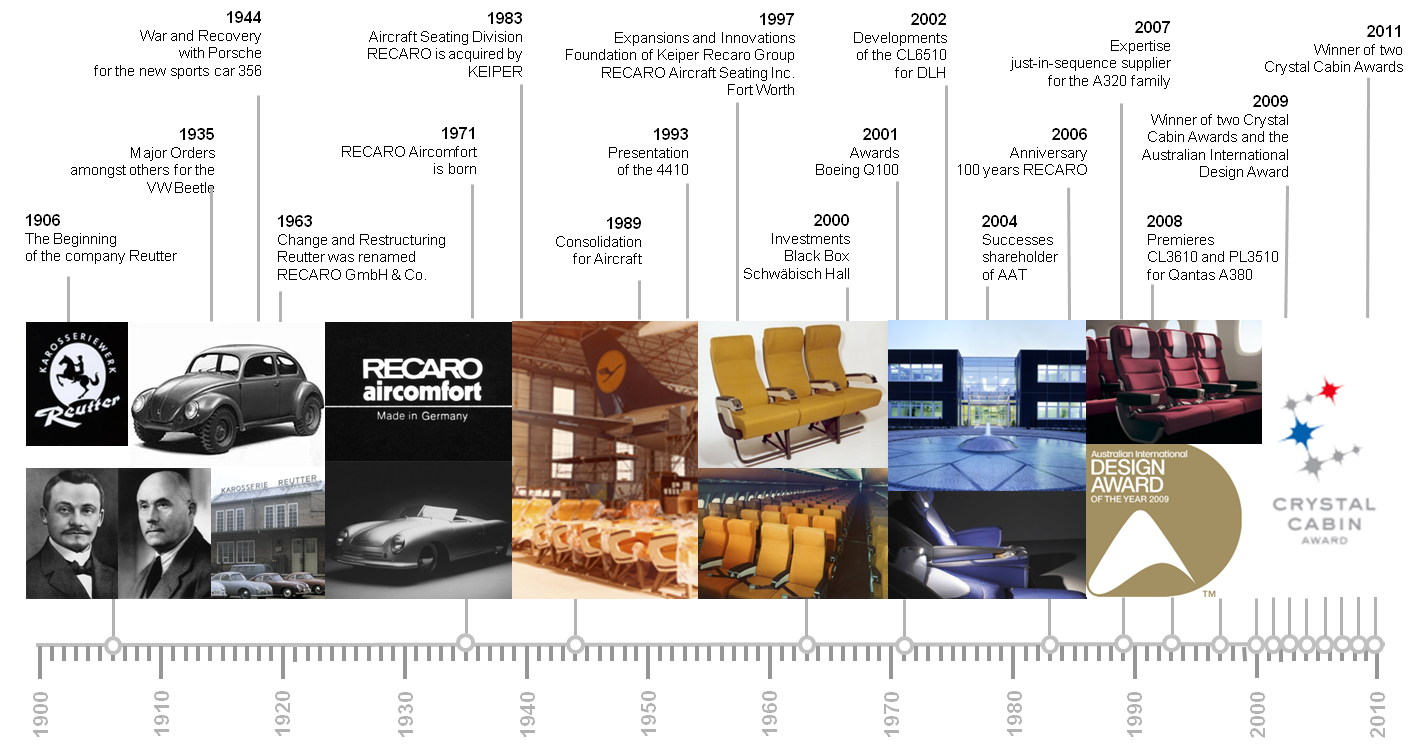 1944
War and Recovery
with Porsche
for the new sports car 356
1983
Aircraft Seating Division
RECARO is acquired by
KEIPER
1997
Expansions and Innovations
Foundation of Keiper Recaro Group
RECARO Aircraft Seating Inc.
Fort Worth
2002
Developments
of the CL6510
for DLH
2007
Expertise
just-in-sequence supplier
for the A320 family
2011
Winner of two
Crystal Cabin Awards
1935
Major Orders
amongst others for the
VW Beetle
1971
RECARO Aircomfort
is born
1993
Presentation
of the 4410
2001
Awards
Boeing Q100
2006
Anniversary
100 years RECARO
2009
Winner of two Crystal
Cabin Awards and the
Australian International
Design Award
1906
The Beginning
of the company Reutter
1963
Change and Restructuring
Reutter was renamed
RECARO GmbH & Co.
1989
Consolidation
for Aircraft
2000
Investments
Black Box
Schwäbisch Hall
2004
Successes
shareholder
of AAT
2008
Premieres
CL3610 and PL3510
for Qantas A380
KAROSSERIEWERK
Reutter
RECARO
aircomfort
Made in Germany
KAROSSERIE REUTTER
Australian International
DESIGN
AWARD
OF THE YEAR 2009
TM
CRYSTAL
CABIN
AWARD
1900
1910
1920
1930
1940
1950
1960
1970
1980
1990
2000
2010